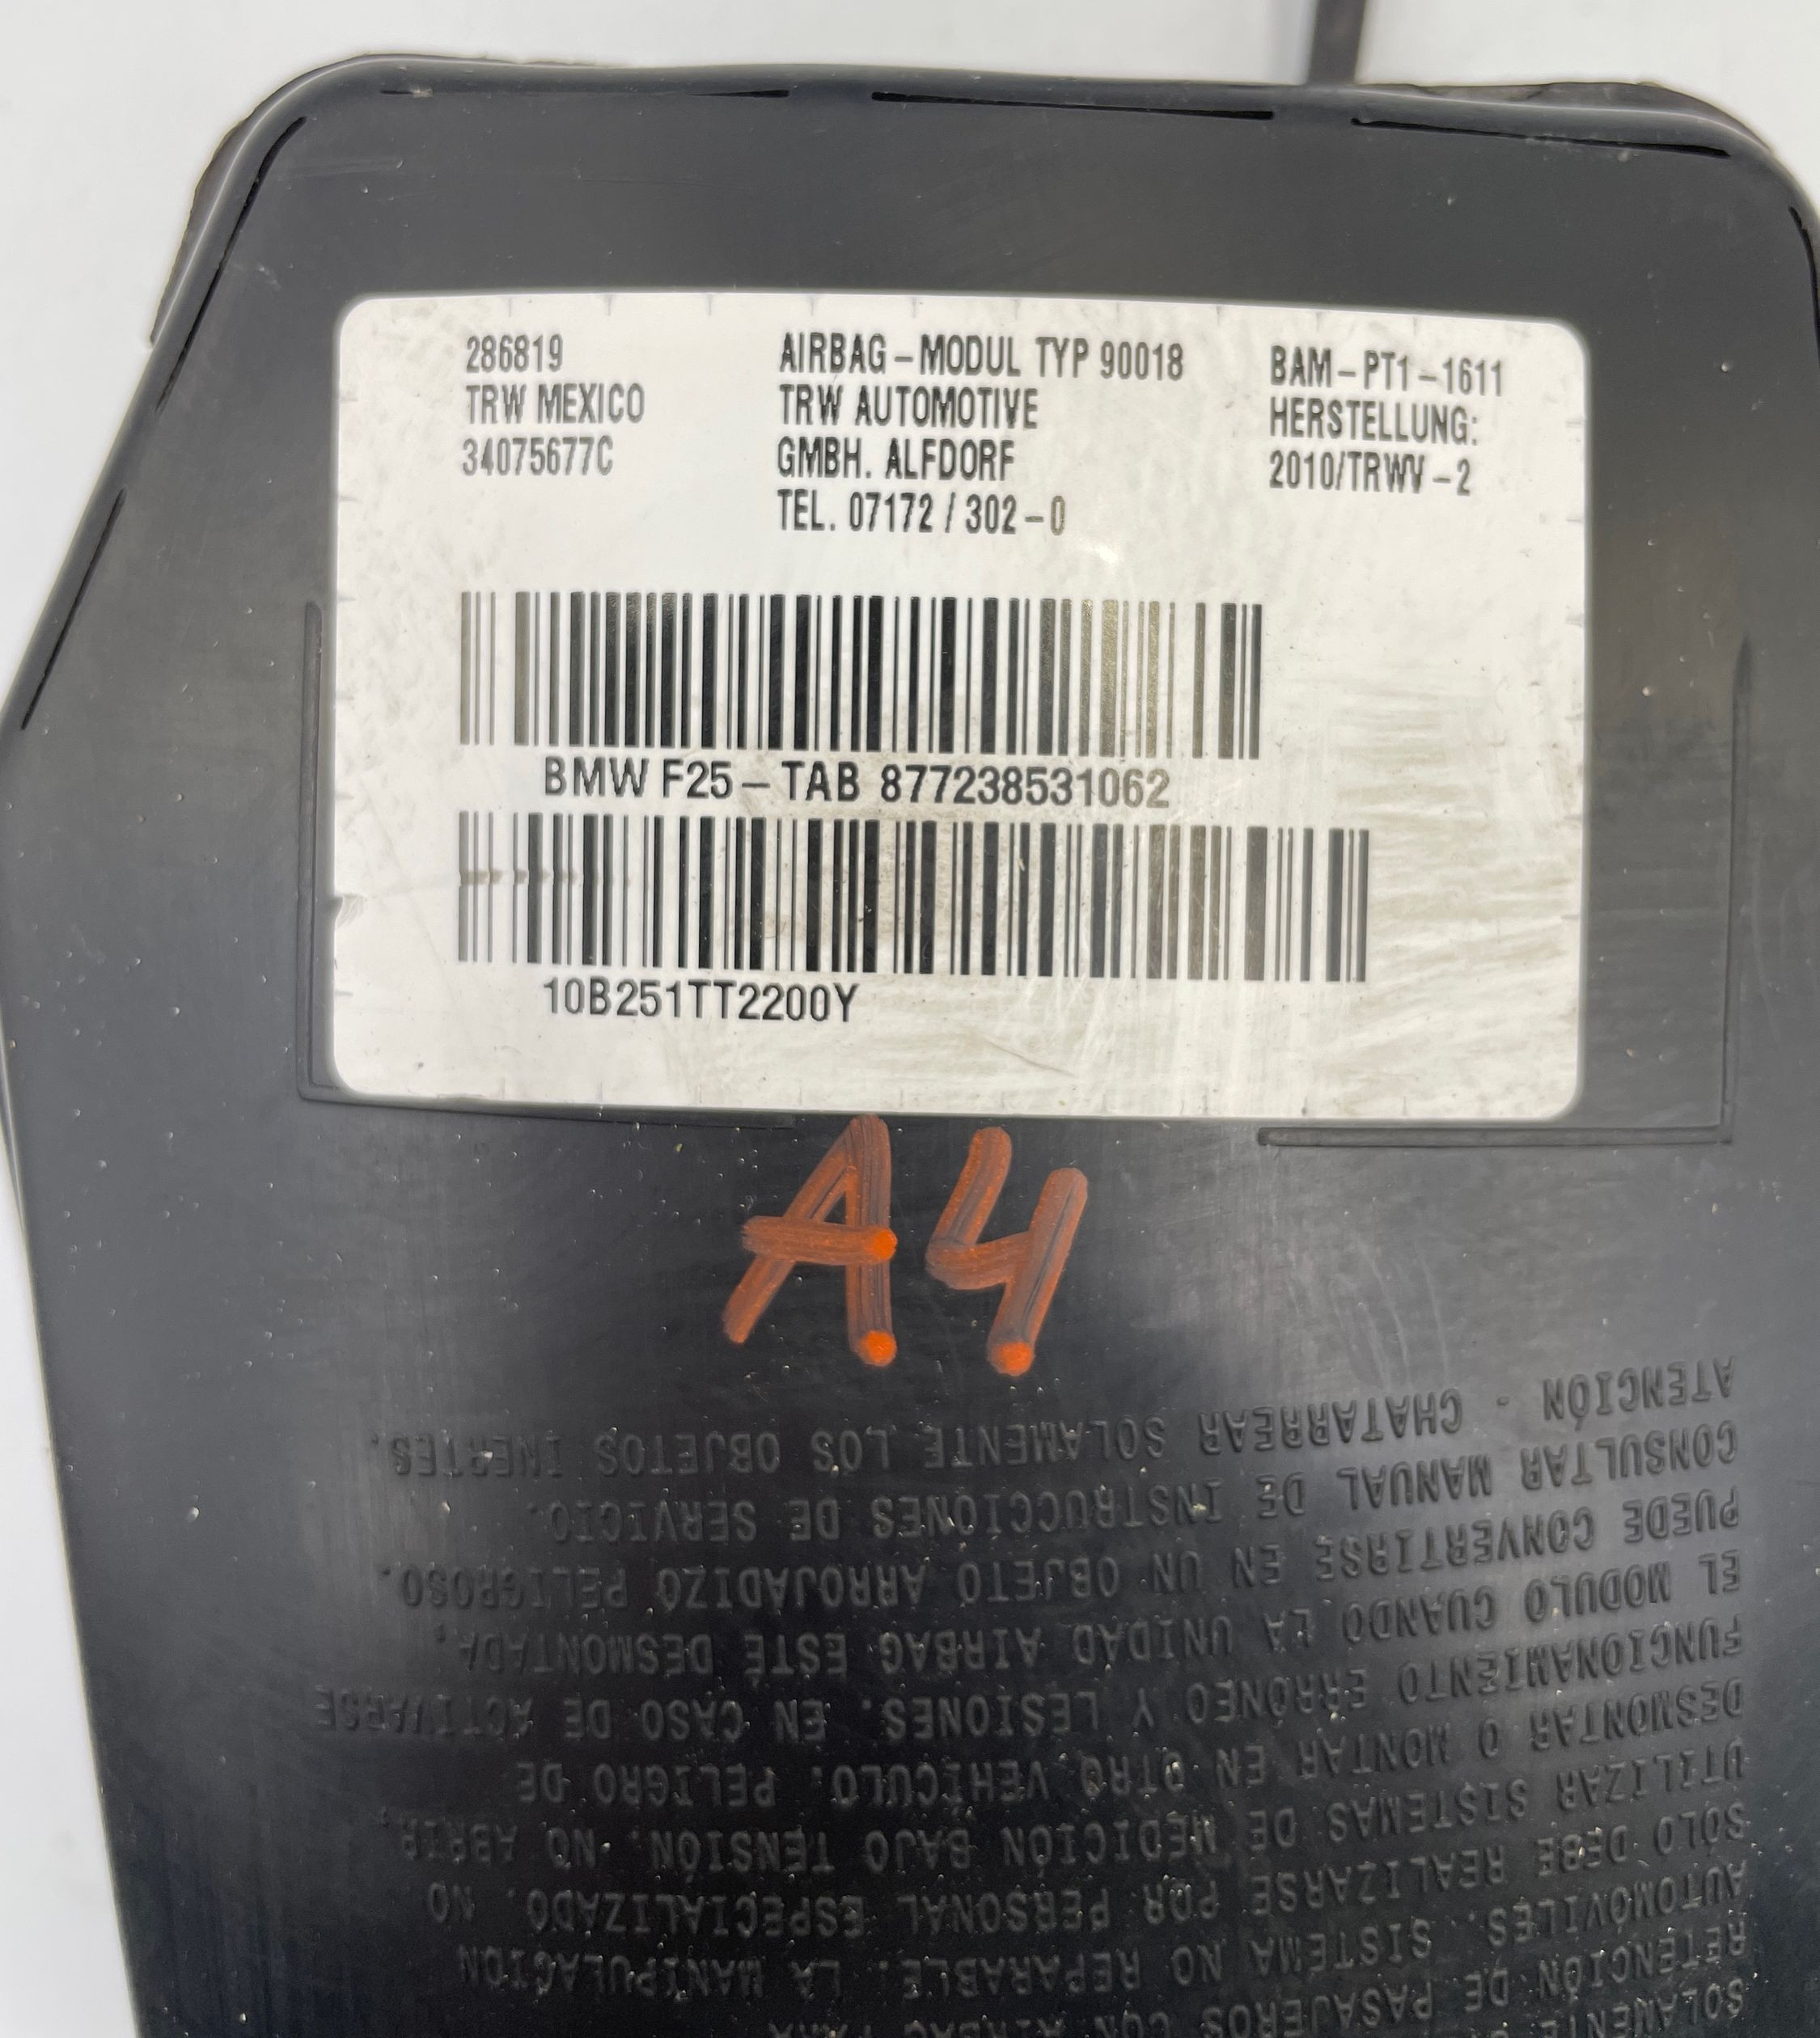 286819
TRW MEXICO
34075677C
AIRBAG – MODUL TYP 90018
TRW AUTOMOTIVE
GMBH. ALFDORF
TEL. 07172 / 302 – 0
BAM – PT1 – 1611
HERSTELLUNG:
2010/TRWV – 2
BMW F25 – TAB 877238531062
10B251TT2200Y
A4
SOLAMENTE
RETENCIÓN DE PASAJEROS CON AIRBAG PARA
AUTOMÓVILES. SISTEMA NO REPARABLE. LA MANIPULACIÓN
SÓLO DEBE REALIZARSE POR PERSONAL ESPECIALIZADO. NO
UTILIZAR SISTEMAS DE MEDICIÓN BAJO TENSIÓN. NO ABRIR,
DESMONTAR O MONTAR EN OTRO VEHÍCULO. PELIGRO DE
FUNCIONAMIENTO ERRÓNEO Y LESIONES. EN CASO DE ACTIVARSE
EL MODULO CUANDO LA UNIDAD AIRBAG ESTÉ DESMONTADA,
PUEDE CONVERTIRSE EN UN OBJETO ARROJADIZO PELIGROSO.
CONSULTAR MANUAL DE INSTRUCCIONES DE SERVICIO.
ATENCIÓN - CHATARREAR SOLAMENTE LOS OBJETOS INERTES.